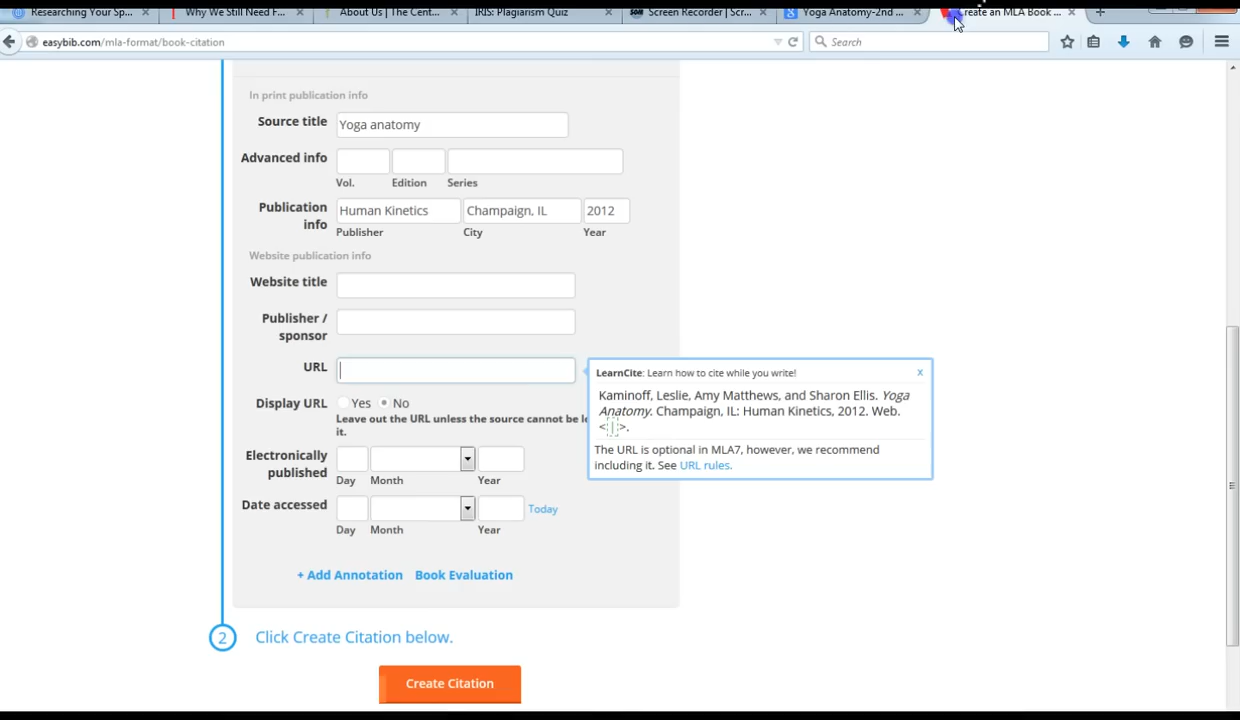 Researching Your Sp... ×
Why We Still Need F... ×
About Us | The Cent... ×
IRIS: Plagiarism Quiz ×
Screen Recorder | Scr... ×
Yoga Anatomy-2nd ... ×
Create an MLA Book ... ×
easybib.com/mla-format/book-citation
Search
In print publication info
Source title
Yoga anatomy
Advanced info
Vol. Edition Series
Publication info
Human Kinetics Champaign, IL 2012
Publisher City Year
Website publication info
Website title
Publisher /
sponsor
URL
LearnCite: Learn how to cite while you write! x
Kaminoff, Leslie, Amy Matthews, and Sharon Ellis. Yoga
Anatomy. Champaign, IL: Human Kinetics, 2012. Web.
< | >.
The URL is optional in MLA7, however, we recommend
including it. See URL rules.
Display URL Yes No
Leave out the URL unless the source cannot be
it.
Electronically
published
Day Month Year
Date accessed Today
Day Month Year
+ Add Annotation Book Evaluation
2 Click Create Citation below.
Create Citation